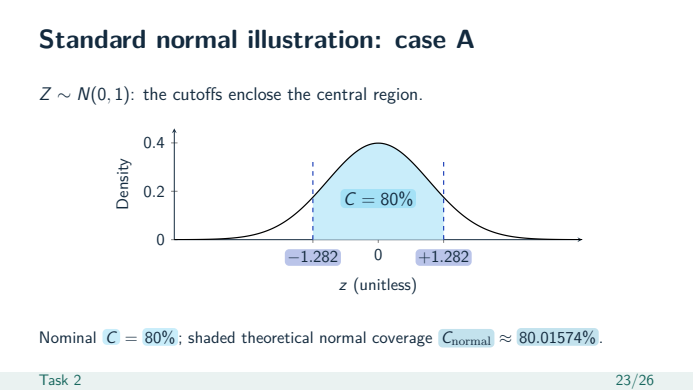 Standard normal illustration: case A
Z ∼ N(0, 1): the cutoffs enclose the central region.
0.4
0.2
0
Density
C = 80%
−1.282 0 +1.282
z (unitless)
Nominal C = 80%; shaded theoretical normal coverage C_normal ≈ 80.01574%.
Task 2 23/26